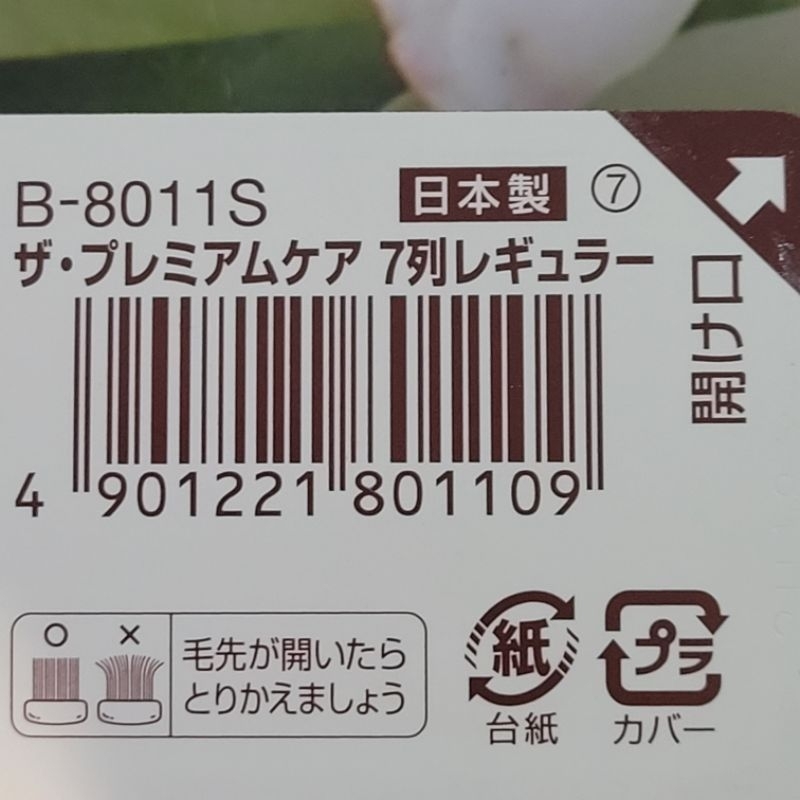 B-8011S 日本製 ⑦
ザ・プレミアムケア 7列レギュラー
開け口
4 901221 801109
○ ×
毛先が開いたら
とりかえましょう
紙
台紙
プラ
カバー